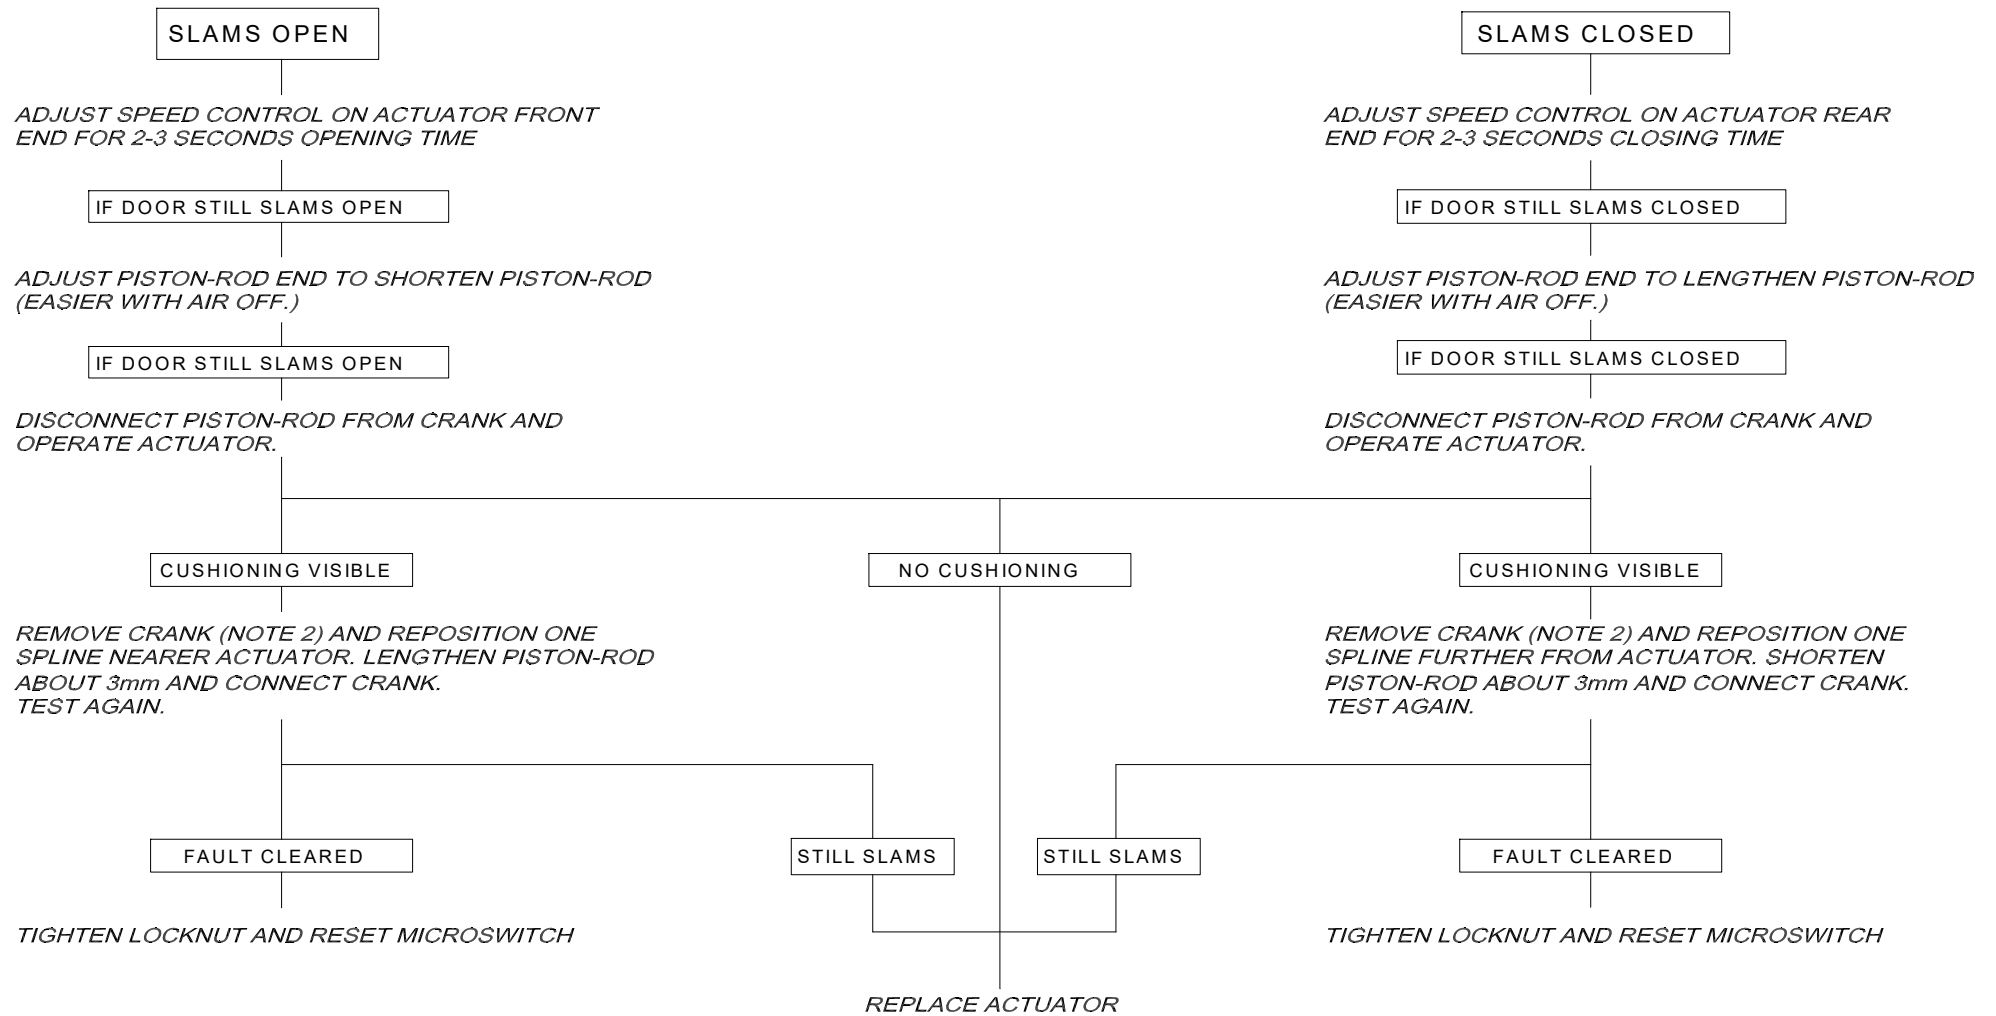 SLAMS OPEN
ADJUST SPEED CONTROL ON ACTUATOR FRONT
END FOR 2-3 SECONDS OPENING TIME
IF DOOR STILL SLAMS OPEN
ADJUST PISTON-ROD END TO SHORTEN PISTON-ROD
(EASIER WITH AIR OFF.)
IF DOOR STILL SLAMS OPEN
DISCONNECT PISTON-ROD FROM CRANK AND
OPERATE ACTUATOR.
CUSHIONING VISIBLE
REMOVE CRANK (NOTE 2) AND REPOSITION ONE
SPLINE NEARER ACTUATOR. LENGTHEN PISTON-ROD
ABOUT 3mm AND CONNECT CRANK.
TEST AGAIN.
FAULT CLEARED
TIGHTEN LOCKNUT AND RESET MICROSWITCH
STILL SLAMS
NO CUSHIONING
REPLACE ACTUATOR
SLAMS CLOSED
ADJUST SPEED CONTROL ON ACTUATOR REAR
END FOR 2-3 SECONDS CLOSING TIME
IF DOOR STILL SLAMS CLOSED
ADJUST PISTON-ROD END TO LENGTHEN PISTON-ROD
(EASIER WITH AIR OFF.)
IF DOOR STILL SLAMS CLOSED
DISCONNECT PISTON-ROD FROM CRANK AND
OPERATE ACTUATOR.
CUSHIONING VISIBLE
REMOVE CRANK (NOTE 2) AND REPOSITION ONE
SPLINE FURTHER FROM ACTUATOR. SHORTEN
PISTON-ROD ABOUT 3mm AND CONNECT CRANK.
TEST AGAIN.
STILL SLAMS
FAULT CLEARED
TIGHTEN LOCKNUT AND RESET MICROSWITCH